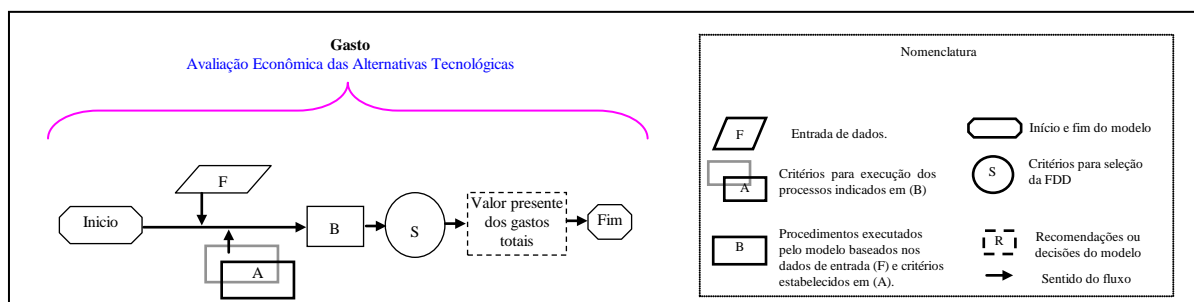 Gasto
Avaliação Econômica das Alternativas Tecnológicas
F
Inicio
A
B
S
Valor presente
dos gastos
totais
Fim
Nomenclatura
F
Entrada de dados.
Início e fim do modelo
A
Critérios para execução dos
processos indicados em (B)
S
Critérios para seleção
da FDD
B
Procedimentos executados
pelo modelo baseados nos
dados de entrada (F) e critérios
estabelecidos em (A).
R
Recomendações ou
decisões do modelo
Sentido do fluxo